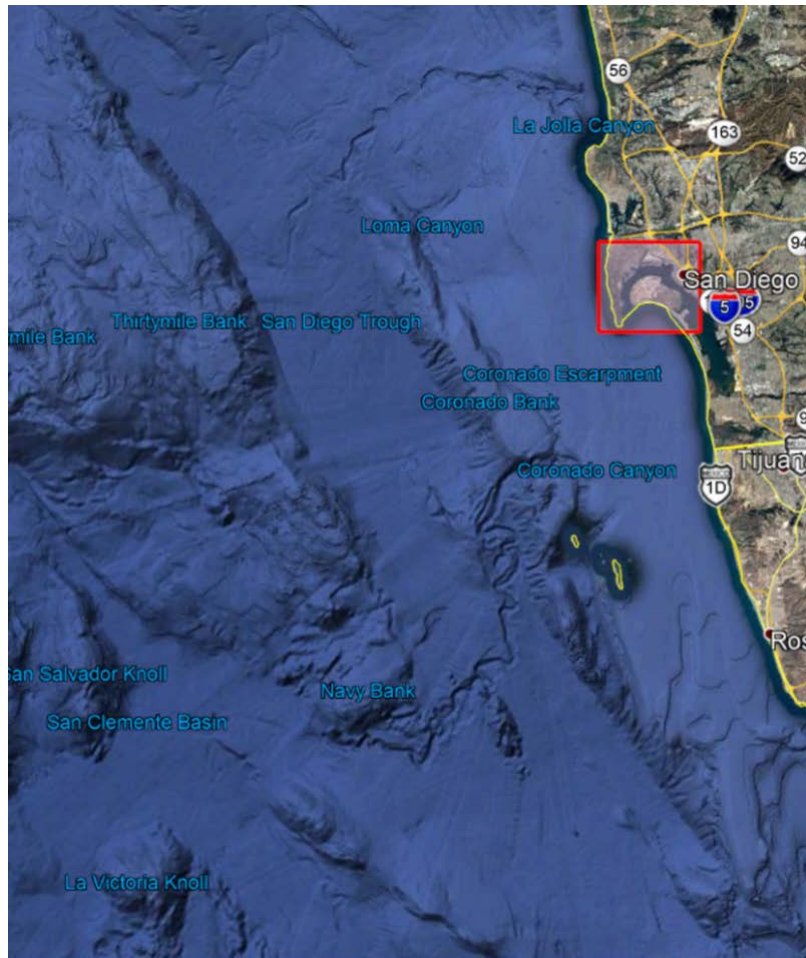 56
La Jolla Canyon
163
52
Loma Canyon
94
San Diego
5
5
54
mile Bank
Thirtymile Bank
San Diego Trough
Coronado Escarpment
Coronado Bank
Coronado Canyon
Tijuan
1D
Ros
San Salvador Knoll
Navy Bank
San Clemente Basin
La Victoria Knoll